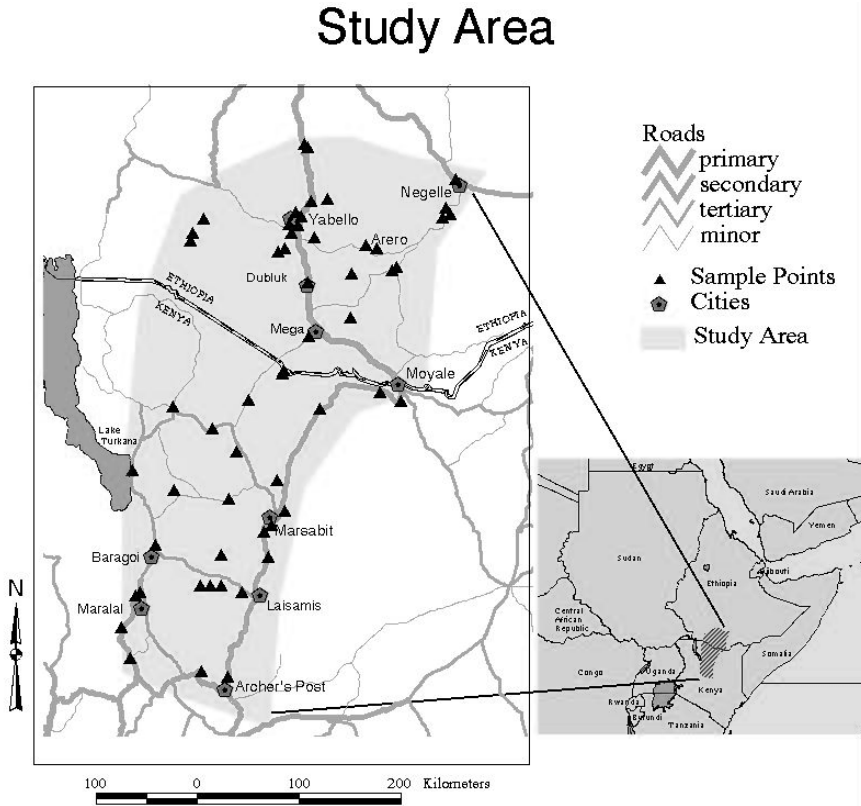 Study Area
Roads
primary
secondary
tertiary
minor
Sample Points
Cities
Study Area
Negelle
Yabello
Arero
Dubluk
ETHIOPIA
KENYA
Mega
ETHIOPIA
KENYA
Moyale
Lake
Turkana
Marsabit
Baragoi
Laisamis
Maralal
Archer's Post
N
Egypt
Saudi Arabia
Yemen
Sudan
Djibouti
Ethiopia
Central
African
Republic
Somalia
Congo
Uganda
Kenya
Rwanda
Burundi
Tanzania
100 0 100 200 Kilometers